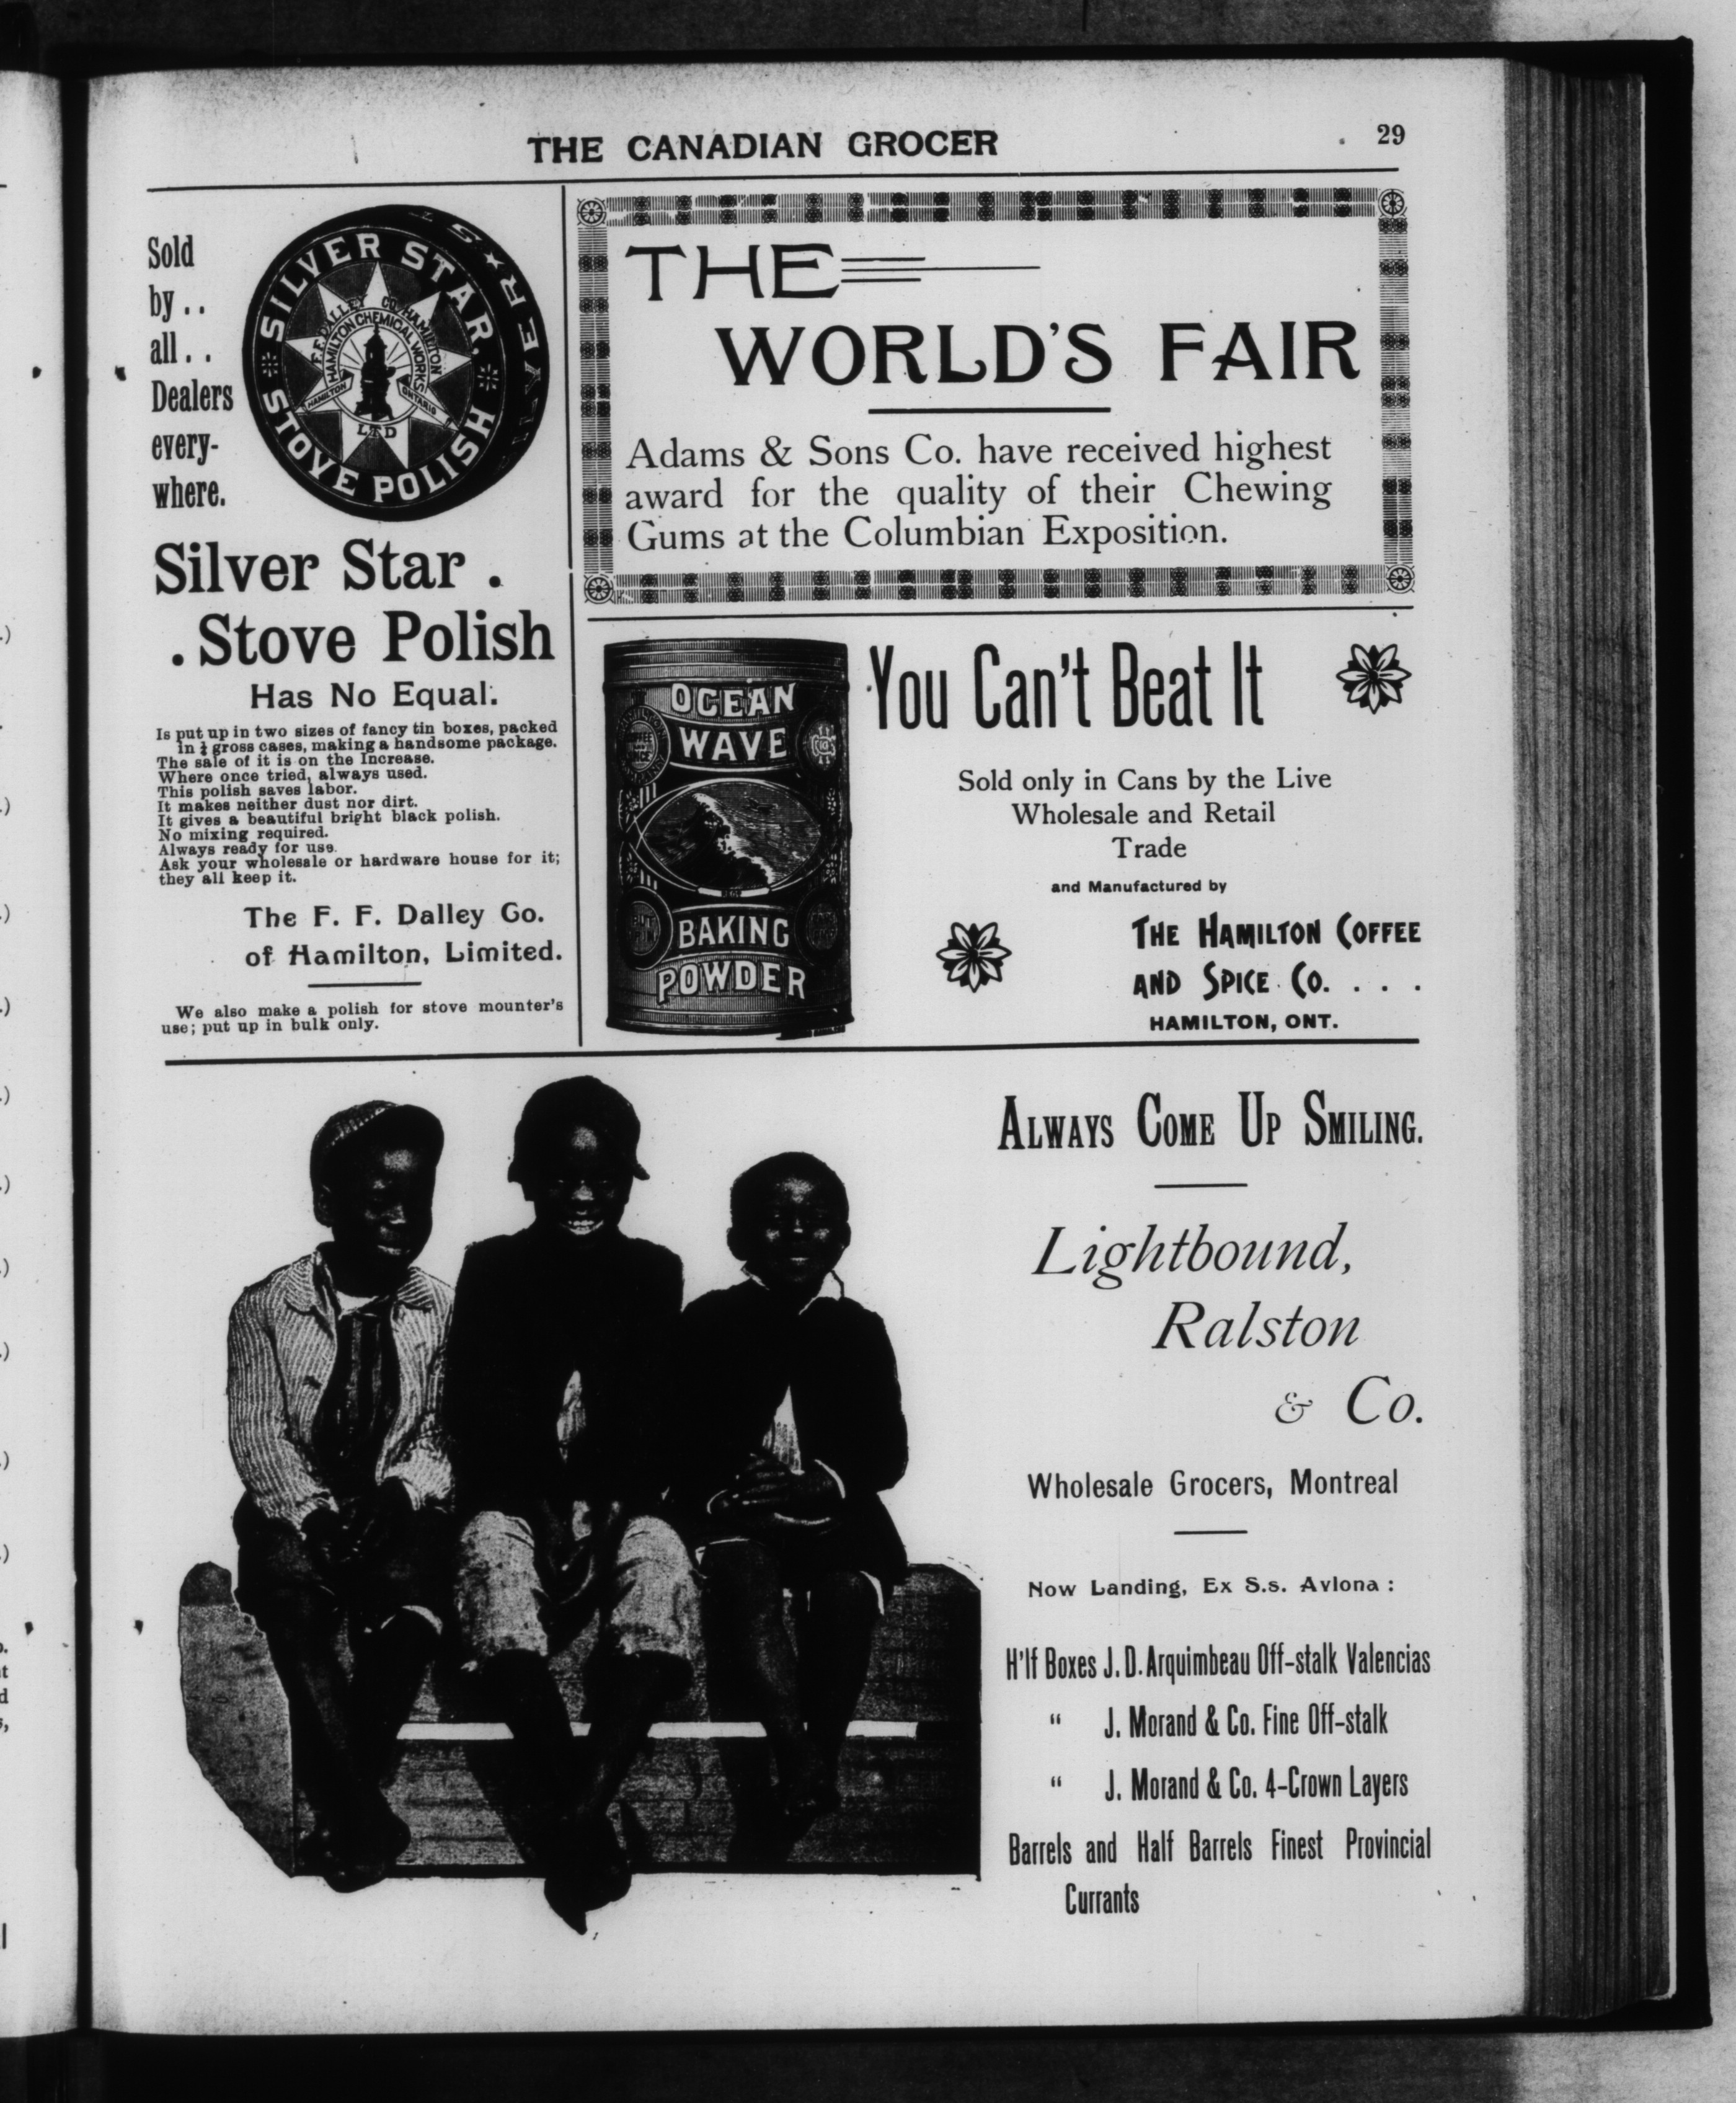 THE CANADIAN GROCER
29
Sold
by . .
all . .
Dealers
every-
where.
SILVER STAR
STOVE POLISH
F. F. DALLEY CO. HAMILTON
HAMILTON CHEMICAL WORKS
HAMILTON
ONTARIO
LTD
Silver Star .
. Stove Polish
Has No Equal.
Is put up in two sizes of fancy tin boxes, packed
in ¼ gross cases, making a handsome package.
The sale of it is on the increase.
Where once tried, always used.
This polish saves labor.
It makes neither dust nor dirt.
It gives a beautiful bright black polish.
No mixing required.
Always ready for use.
Ask your wholesale or hardware house for it;
they all keep it.
The F. F. Dalley Co.
of Hamilton, Limited.
We also make a polish for stove mounter's
use; put up in bulk only.
THE
WORLD'S FAIR
Adams & Sons Co. have received highest
award for the quality of their Chewing
Gums at the Columbian Exposition.
OCEAN
WAVE
BAKING
POWDER
You Can't Beat It
Sold only in Cans by the Live
Wholesale and Retail
Trade
and Manufactured by
THE HAMILTON COFFEE
AND SPICE CO. . . .
HAMILTON, ONT.
ALWAYS COME UP SMILING.
Lightbound,
Ralston
& Co.
Wholesale Grocers, Montreal
Now Landing, Ex S.s. Avlona :
H'lf Boxes J. D. Arquimbeau Off-stalk Valencias
“ J. Morand & Co. Fine Off-stalk
“ J. Morand & Co. 4-Crown Layers
Barrels and Half Barrels Finest Provincial
Currants